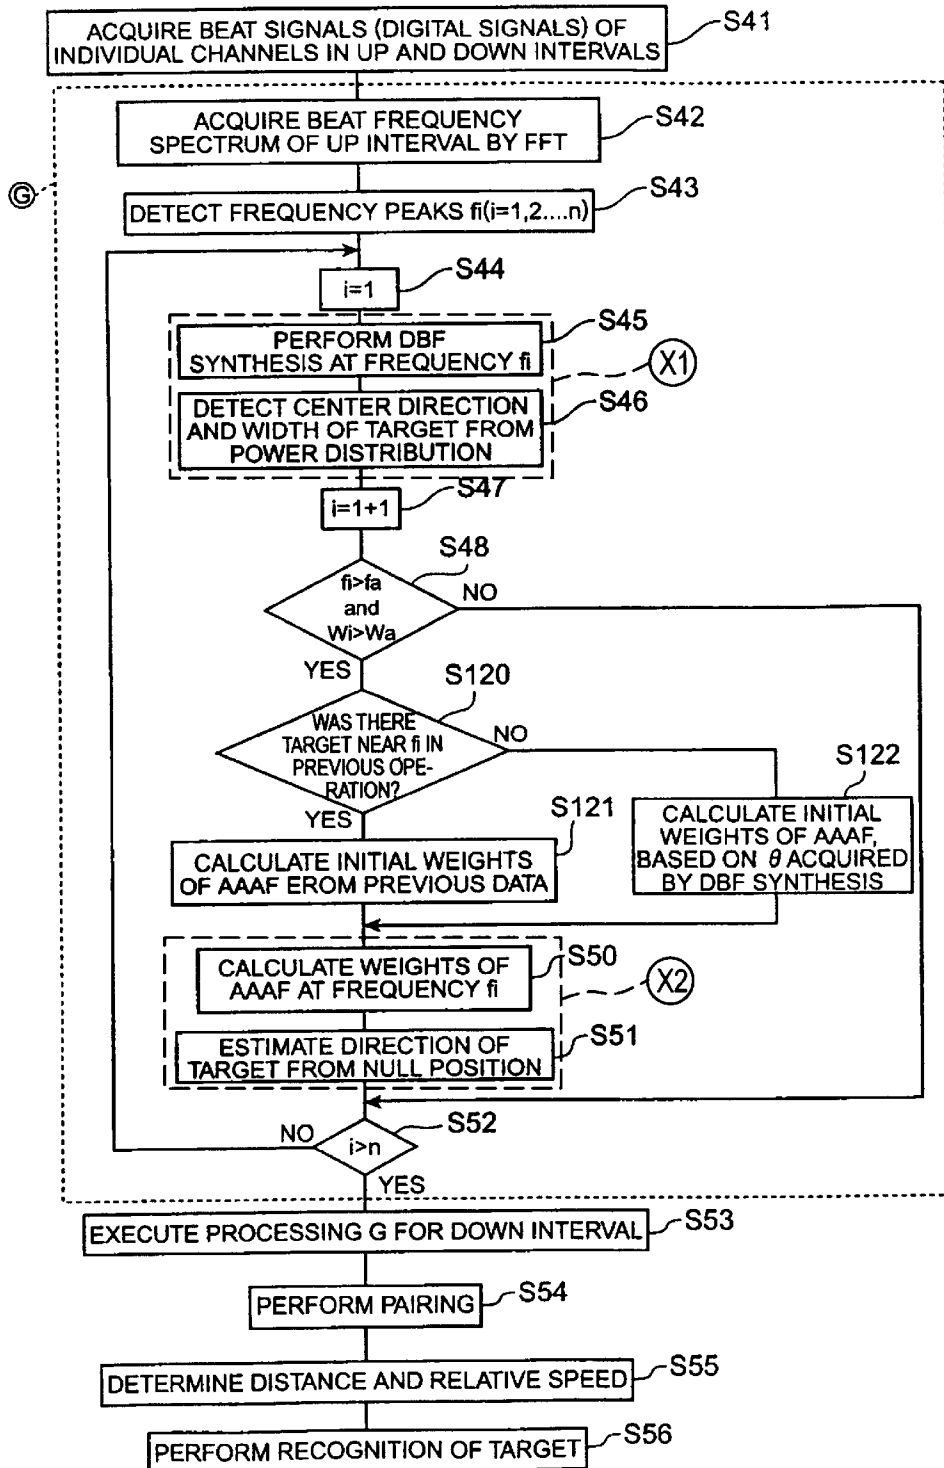 ACQUIRE BEAT SIGNALS (DIGITAL SIGNALS) OF
INDIVIDUAL CHANNELS IN UP AND DOWN INTERVALS
S41
ACQUIRE BEAT FREQUENCY
SPECTRUM OF UP INTERVAL BY FFT
S42
G
DETECT FREQUENCY PEAKS fi(i=1,2....n)
S43
i=1
S44
PERFORM DBF
SYNTHESIS AT FREQUENCY fi
S45
X1
DETECT CENTER DIRECTION
AND WIDTH OF TARGET FROM
POWER DISTRIBUTION
S46
i=1+1
S47
fi>fa
and
Wi>Wa
S48
NO
YES
WAS THERE
TARGET NEAR fi IN
PREVIOUS OPE-
RATION?
S120
NO
YES
CALCULATE INITIAL WEIGHTS
OF AAAF EROM PREVIOUS DATA
S121
CALCULATE INITIAL
WEIGHTS OF AAAF,
BASED ON θ ACQUIRED
BY DBF SYNTHESIS
S122
CALCULATE WEIGHTS OF
AAAF AT FREQUENCY fi
S50
X2
ESTIMATE DIRECTION OF
TARGET FROM NULL POSITION
S51
i>n
S52
NO
YES
EXECUTE PROCESSING G FOR DOWN INTERVAL
S53
PERFORM PAIRING
S54
DETERMINE DISTANCE AND RELATIVE SPEED
S55
PERFORM RECOGNITION OF TARGET
S56